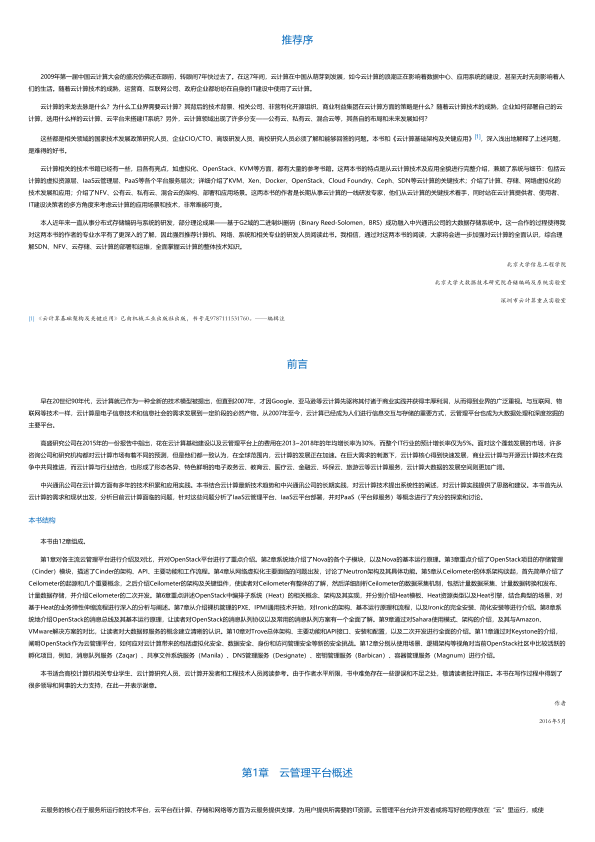 推荐序
2009年第一届中国云计算大会的盛况仿佛还在眼前，转眼间7年快过去了。在这7年间，云计算在中国从萌芽到发展，如今云计算的浪潮正在影响着数据中心、应用系统的建设，甚至无时无刻影响着人
们的生活。随着云计算技术的成熟，运营商、互联网公司、政府企业都纷纷在自身的IT建设中使用了云计算。
云计算的来龙去脉是什么？为什么工业界需要云计算？其背后的技术背景、相关公司、非营利化开源组织、商业利益集团在云计算方面的策略是什么？随着云计算技术的成熟，企业如何部署自己的云
计算，选用什么样的云计算、云平台来搭建IT系统？另外，云计算领域出现了许多分支——公有云、私有云、混合云等，其各自的布局和未来发展如何？
这些都是相关领域的国家技术发展政策研究人员、企业CIO/CTO、高级研发人员、高校研究人员必须了解和能够回答的问题。本书和《云计算基础架构及关键应用》[1]，深入浅出地解释了上述问题，
是难得的好书。
云计算相关的技术书籍已经有一些，且各有亮点，如虚拟化、OpenStack、KVM等方面，都有大量的参考书籍。这两本书的特点是从云计算技术及应用全貌进行完整介绍，兼顾了系统与细节：包括云
计算的虚拟资源层、IaaS云管理层、PaaS等各个平台服务层次；详细介绍了KVM、Xen、Docker、OpenStack、Cloud Foundry、Ceph、SDN等云计算的关键技术；介绍了计算、存储、网络虚拟化的
技术发展和应用；介绍了NFV、公有云、私有云、混合云的架构、部署和应用场景。这两本书的作者是长期从事云计算的一线研发专家，他们从云计算的关键技术着手，同时站在云计算提供者、使用者、
IT建设决策者的多方角度来考虑云计算的应用场景和技术，非常难能可贵。
本人近年来一直从事分布式存储编码与系统的研发，部分理论成果——基于G2域的二进制RI删码（Binary Reed-Solomen，BRS）成功融入中兴通讯公司的大数据存储系统中。这一合作的过程使得我
对这两本书的作者的专业水平有了更深入的了解，因此强烈推荐计算机、网络、系统和相关专业的研发人员阅读此书。我相信，通过对这两本书的阅读，大家将会进一步加强对云计算的全面认识，综合理
解SDN、NFV、云存储、云计算的部署和运维，全面掌握云计算的整体技术知识。
北京大学信息工程学院
北京大学大数据技术研究院存储编码及系统实验室
深圳市云计算重点实验室
[1] 《云计算基础架构及关键应用》已由机械工业出版社出版，书号是9787111531760。——编辑注
前言
早在20世纪90年代，云计算就已作为一种全新的技术模型被提出，但直到2007年，才因Google、亚马逊等云计算先驱将其付诸于商业实践并获得丰厚利润，从而得到业界的广泛重视。与互联网、物
联网等技术一样，云计算是电子信息技术和信息社会的需求发展到一定阶段的必然产物。从2007年至今，云计算已经成为人们进行信息交互与存储的重要方式，云管理平台也成为大数据处理和深度挖掘的
主要平台。
高盛研究公司在2015年的一份报告中指出，花在云计算基础建设以及云管理平台上的费用在2013~2018年的年均增长率为30%，而整个IT行业的预计增长率仅为5%。面对这个蓬勃发展的市场，许多
咨询公司和研究机构都对云计算市场有着不同的预测，但是他们都一致认为，在全球范围内，云计算的发展正在加速。在巨大需求的刺激下，云计算核心得到快速发展，商业云计算与开源云计算技术在竞
争中共同推进，而云计算与行业结合，也形成了形态各异、特色鲜明的电子政务云、教育云、医疗云、金融云、环保云、旅游云等云计算服务，云计算大数据的发展空间则更加广阔。
中兴通讯公司在云计算方面有多年的技术积累和应用实践。本书结合云计算最新技术趋势和中兴通讯公司的长期实践，对云计算技术提出系统性的阐述，对云计算实践提供了思路和建议。本书首先从
云计算的需求和现状出发，分析目前云计算面临的问题，针对这些问题分析了IaaS云管理平台、IaaS云平台部署，并对PaaS（平台即服务）等概念进行了充分的探索和讨论。
本书结构
本书由12章组成。
第1章对各主流云管理平台进行介绍及对比，并对OpenStack平台进行了重点介绍。第2章系统地介绍了Nova的各个子模块，以及Nova的基本运行原理。第3章重点介绍了OpenStack项目的存储管理
（Cinder）模块，描述了Cinder的架构、API、主要功能和工作流程。第4章从网络虚拟化主要面临的问题出发，讨论了Neutron架构及其具体功能。第5章从Ceilometer的体系架构谈起，首先简单介绍了
Ceilometer的起源和几个重要概念，之后介绍Ceilometer的架构及关键组件，使读者对Ceilometer有整体的了解，然后详细剖析Ceilometer的数据采集机制，包括计量数据采集、计量数据转换和发布、
计量数据存储，并介绍Ceilometer的二次开发。第6章重点讲述OpenStack中编排子系统（Heat）的相关概念、架构及其实现，并分别介绍Heat模板、Heat资源类型以及Heat引擎，结合典型的场景，对
基于Heat的业务弹性伸缩流程进行深入的分析与阐述。第7章从介绍裸机管理的PXE、IPMI通用技术开始，对Ironic的架构、基本运行原理和流程，以及Ironic的完全安装、简化安装等进行介绍。第8章系
统地介绍OpenStack的消息总线及其基本运行原理，让读者对OpenStack的消息队列协议以及常用的消息队列方案有一个全面了解。第9章通过对Sahara使用模式、架构的介绍，及其与Amazon、
VMware解决方案的对比，让读者对大数据即服务的概念建立清晰的认识。第10章对Trove总体架构、主要功能和API接口、安装和配置，以及二次开发进行全面的介绍。第11章通过对Keystone的介绍，
阐明OpenStack作为云管理平台，如何应对云计算带来的包括虚拟化安全、数据安全、身份和访问管理安全等新的安全挑战。第12章分别从使用场景、逻辑架构等视角对当前OpenStack社区中比较活跃的
孵化项目，例如，消息队列服务（Zaqar）、共享文件系统服务（Manila）、DNS管理服务（Designate）、密钥管理服务（Barbican）、容器管理服务（Magnum）进行介绍。
本书适合高校计算机相关专业学生、云计算研究人员、云计算开发者和工程技术人员阅读参考。由于作者水平所限，书中难免存在一些谬误和不足之处，敬请读者批评指正。本书在写作过程中得到了
很多领导和同事的大力支持，在此一并表示谢意。
作者
2016年5月
第1章 云管理平台概述
云服务的核心在于服务所运行的技术平台，云平台在计算、存储和网络等方面为云服务提供支撑，为用户提供所需要的IT资源。云管理平台允许开发者或将写好的程序放在“云”里运行，或使